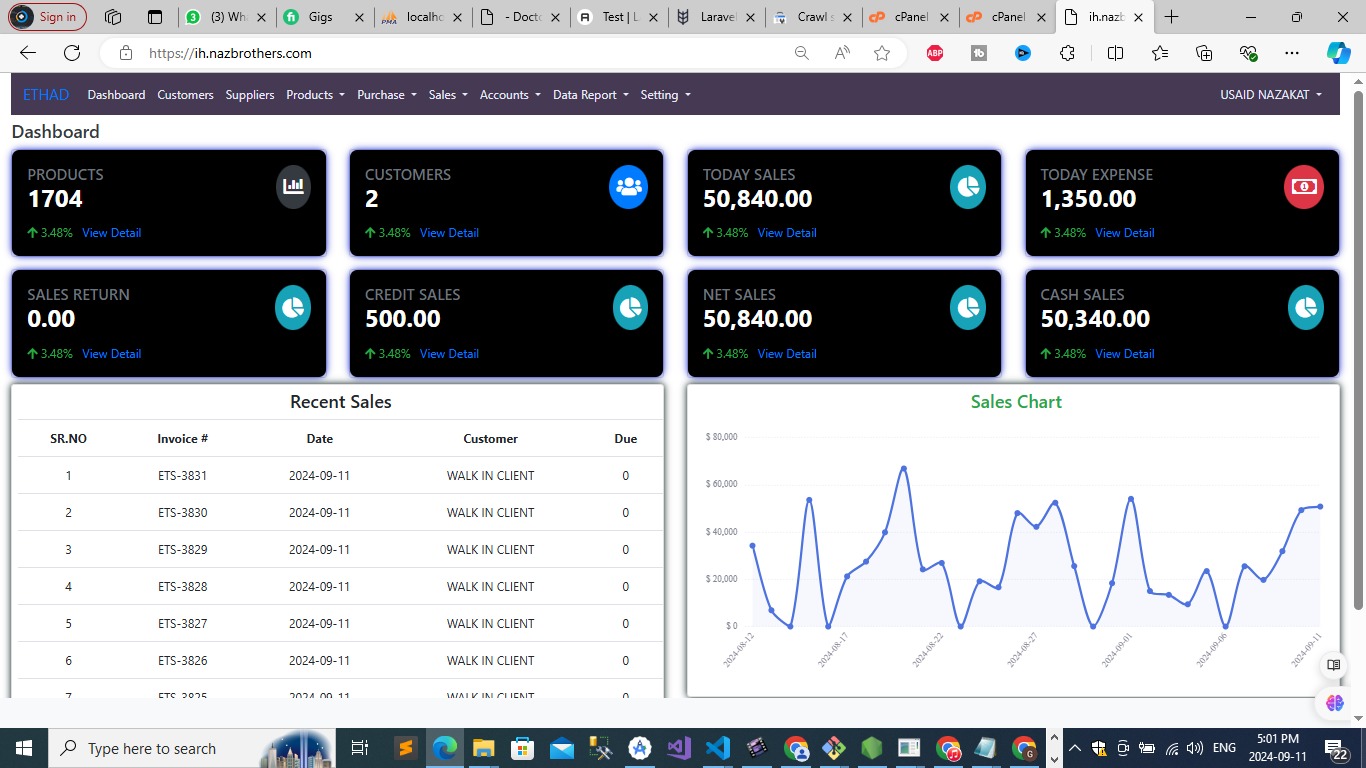 Sign in (3) Wha Gigs localho - Docto Test | L Laravel Crawl s cPanel cPanel ih.nazb
https://ih.nazbrothers.com
ETHAD Dashboard Customers Suppliers Products Purchase Sales Accounts Data Report Setting USAID NAZAKAT
Dashboard
PRODUCTS CUSTOMERS TODAY SALES TODAY EXPENSE
1704 2 50,840.00 1,350.00
3.48% View Detail 3.48% View Detail 3.48% View Detail 3.48% View Detail
SALES RETURN CREDIT SALES NET SALES CASH SALES
0.00 500.00 50,840.00 50,340.00
3.48% View Detail 3.48% View Detail 3.48% View Detail 3.48% View Detail
Recent Sales
SR.NO Invoice # Date Customer Due
1 ETS-3831 2024-09-11 WALK IN CLIENT 0
2 ETS-3830 2024-09-11 WALK IN CLIENT 0
3 ETS-3829 2024-09-11 WALK IN CLIENT 0
4 ETS-3828 2024-09-11 WALK IN CLIENT 0
5 ETS-3827 2024-09-11 WALK IN CLIENT 0
6 ETS-3826 2024-09-11 WALK IN CLIENT 0
7 ETS-3825 2024-09-11 WALK IN CLIENT 0
Sales Chart
$ 80,000
$ 60,000
$ 40,000
$ 20,000
$ 0
2024-08-12 2024-08-17 2024-08-22 2024-08-27 2024-09-01 2024-09-06 2024-09-11
Type here to search
ENG
5:01 PM
2024-09-11
22